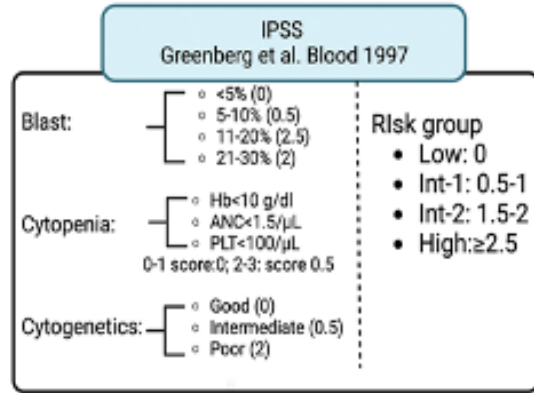 IPSS
Greenberg et al. Blood 1997
Blast:
<5% (0)
5-10% (0.5)
11-20% (2.5)
21-30% (2)
Cytopenia:
Hb<10 g/dl
ANC<1.5/µL
PLT<100/µL
0-1 score:0; 2-3: score 0.5
Cytogenetics:
Good (0)
Intermediate (0.5)
Poor (2)
RIsk group
Low: 0
Int-1: 0.5-1
Int-2: 1.5-2
High:≥2.5